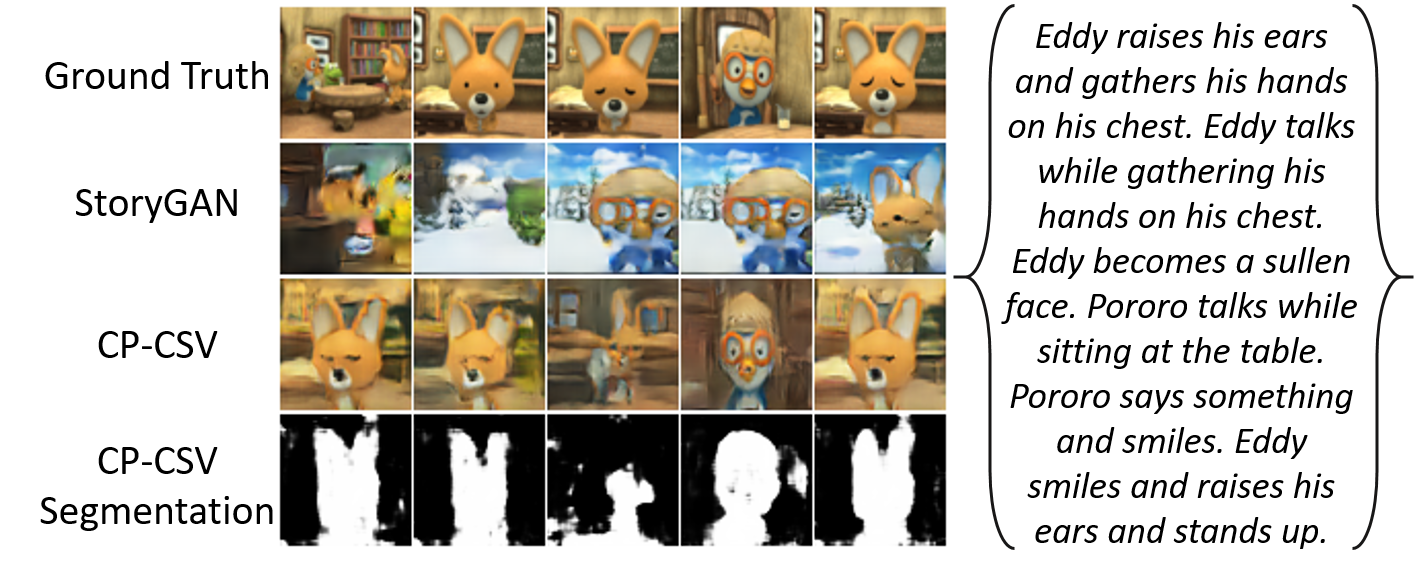 Ground Truth
StoryGAN
CP-CSV
CP-CSV
Segmentation
Eddy raises his ears
and gathers his hands
on his chest. Eddy talks
while gathering his
hands on his chest.
Eddy becomes a sullen
face. Pororo talks while
sitting at the table.
Pororo says something
and smiles. Eddy
smiles and raises his
ears and stands up.